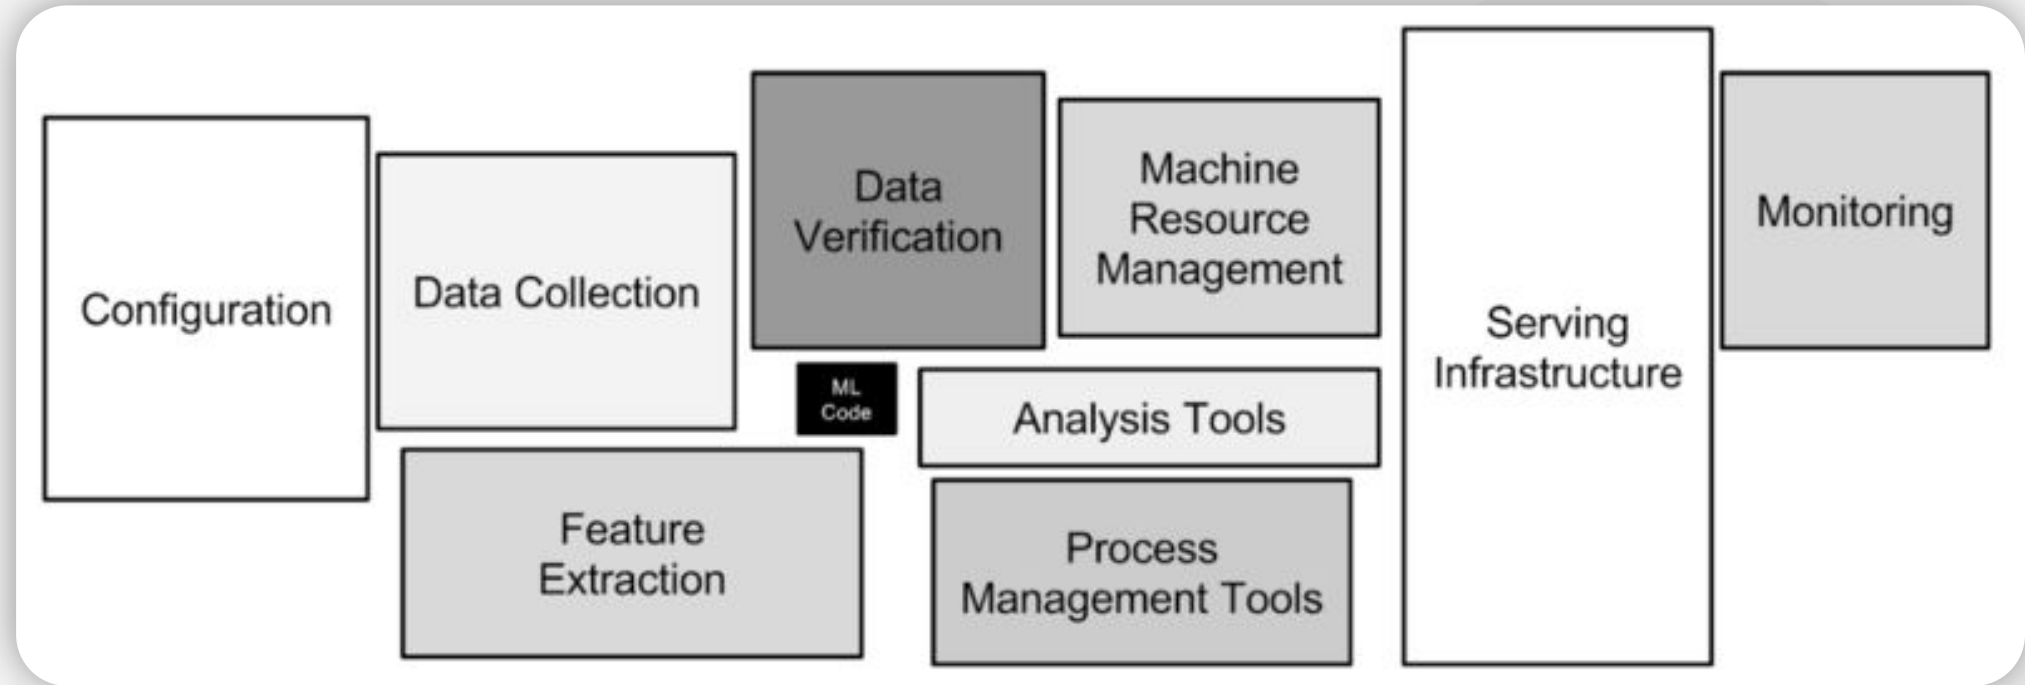 Configuration
Data Collection
Feature
Extraction
Data
Verification
ML
Code
Machine
Resource
Management
Analysis Tools
Process
Management Tools
Serving
Infrastructure
Monitoring